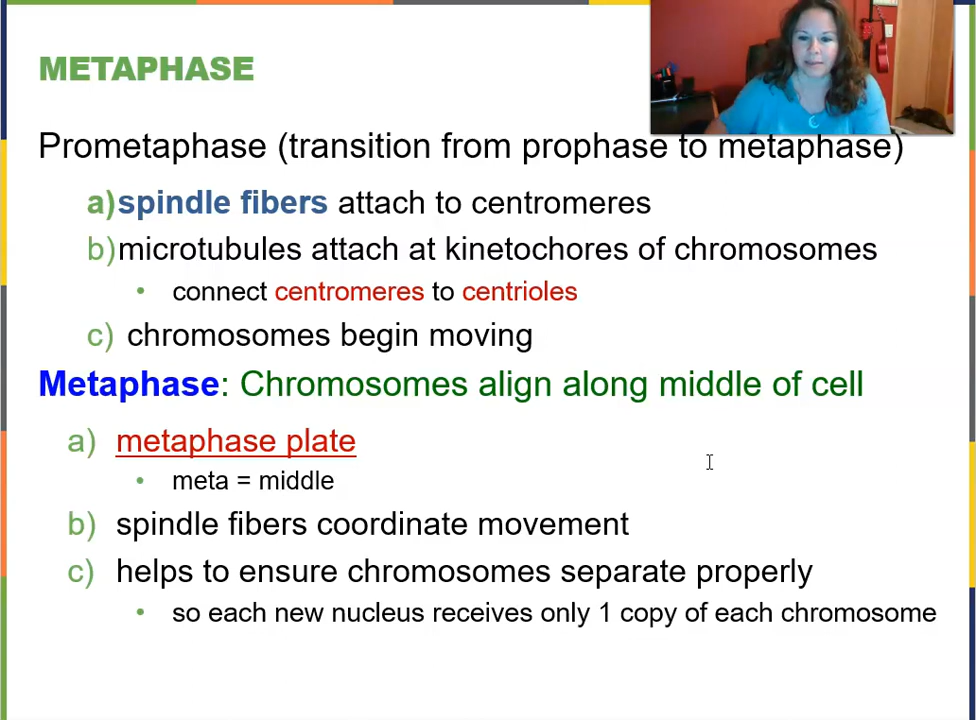 METAPHASE
Prometaphase (transition from prophase to metaphase)
a)spindle fibers attach to centromeres
b)microtubules attach at kinetochores of chromosomes
• connect centromeres to centrioles
c) chromosomes begin moving
Metaphase: Chromosomes align along middle of cell
a) metaphase plate
• meta = middle
b) spindle fibers coordinate movement
c) helps to ensure chromosomes separate properly
• so each new nucleus receives only 1 copy of each chromosome